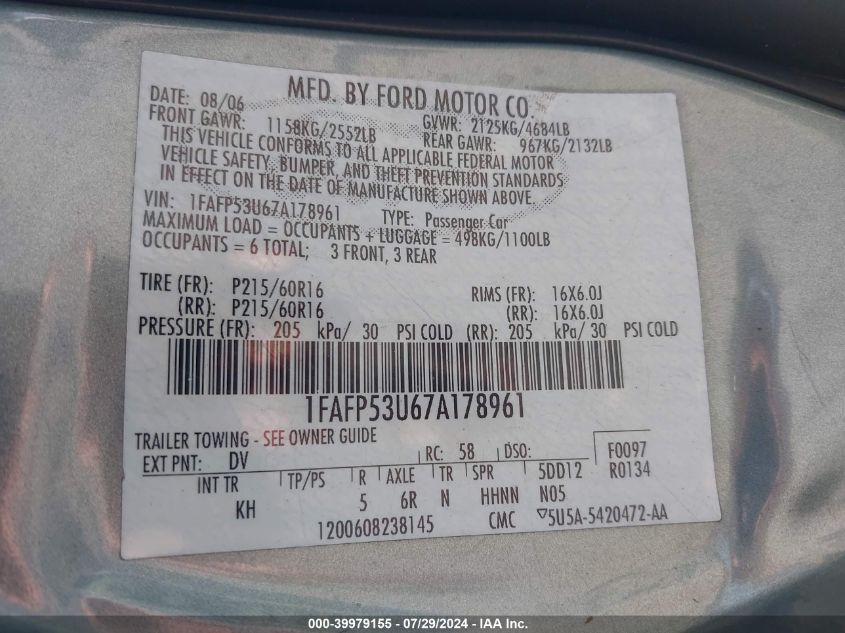 MFD. BY FORD MOTOR CO.
DATE: 08/06 GVWR: 2125KG/4684LB
FRONT GAWR: 1158KG/2552LB REAR GAWR: 967KG/2132LB
THIS VEHICLE CONFORMS TO ALL APPLICABLE FEDERAL MOTOR
VEHICLE SAFETY, BUMPER, AND THEFT PREVENTION STANDARDS
IN EFFECT ON THE DATE OF MANUFACTURE SHOWN ABOVE.
VIN: 1FAFP53U67A178961 TYPE: Passenger Car
MAXIMUM LOAD = OCCUPANTS + LUGGAGE = 498KG/1100LB
OCCUPANTS = 6 TOTAL; 3 FRONT, 3 REAR
TIRE (FR): P215/60R16 RIMS (FR): 16X6.0J
(RR): P215/60R16 (RR): 16X6.0J
PRESSURE (FR): 205 kPa/ 30 PSI COLD (RR): 205 kPa/ 30 PSI COLD
1FAFP53U67A178961
TRAILER TOWING - SEE OWNER GUIDE
EXT PNT: DV RC: 58 DSO: F0097
INT TR TP/PS R AXLE TR SPR 5DD12 R0134
KH 5 6R N HHNN N05
1200608238145 CMC ▽5U5A-5420472-AA
000-39979155 - 07/29/2024 - IAA Inc.